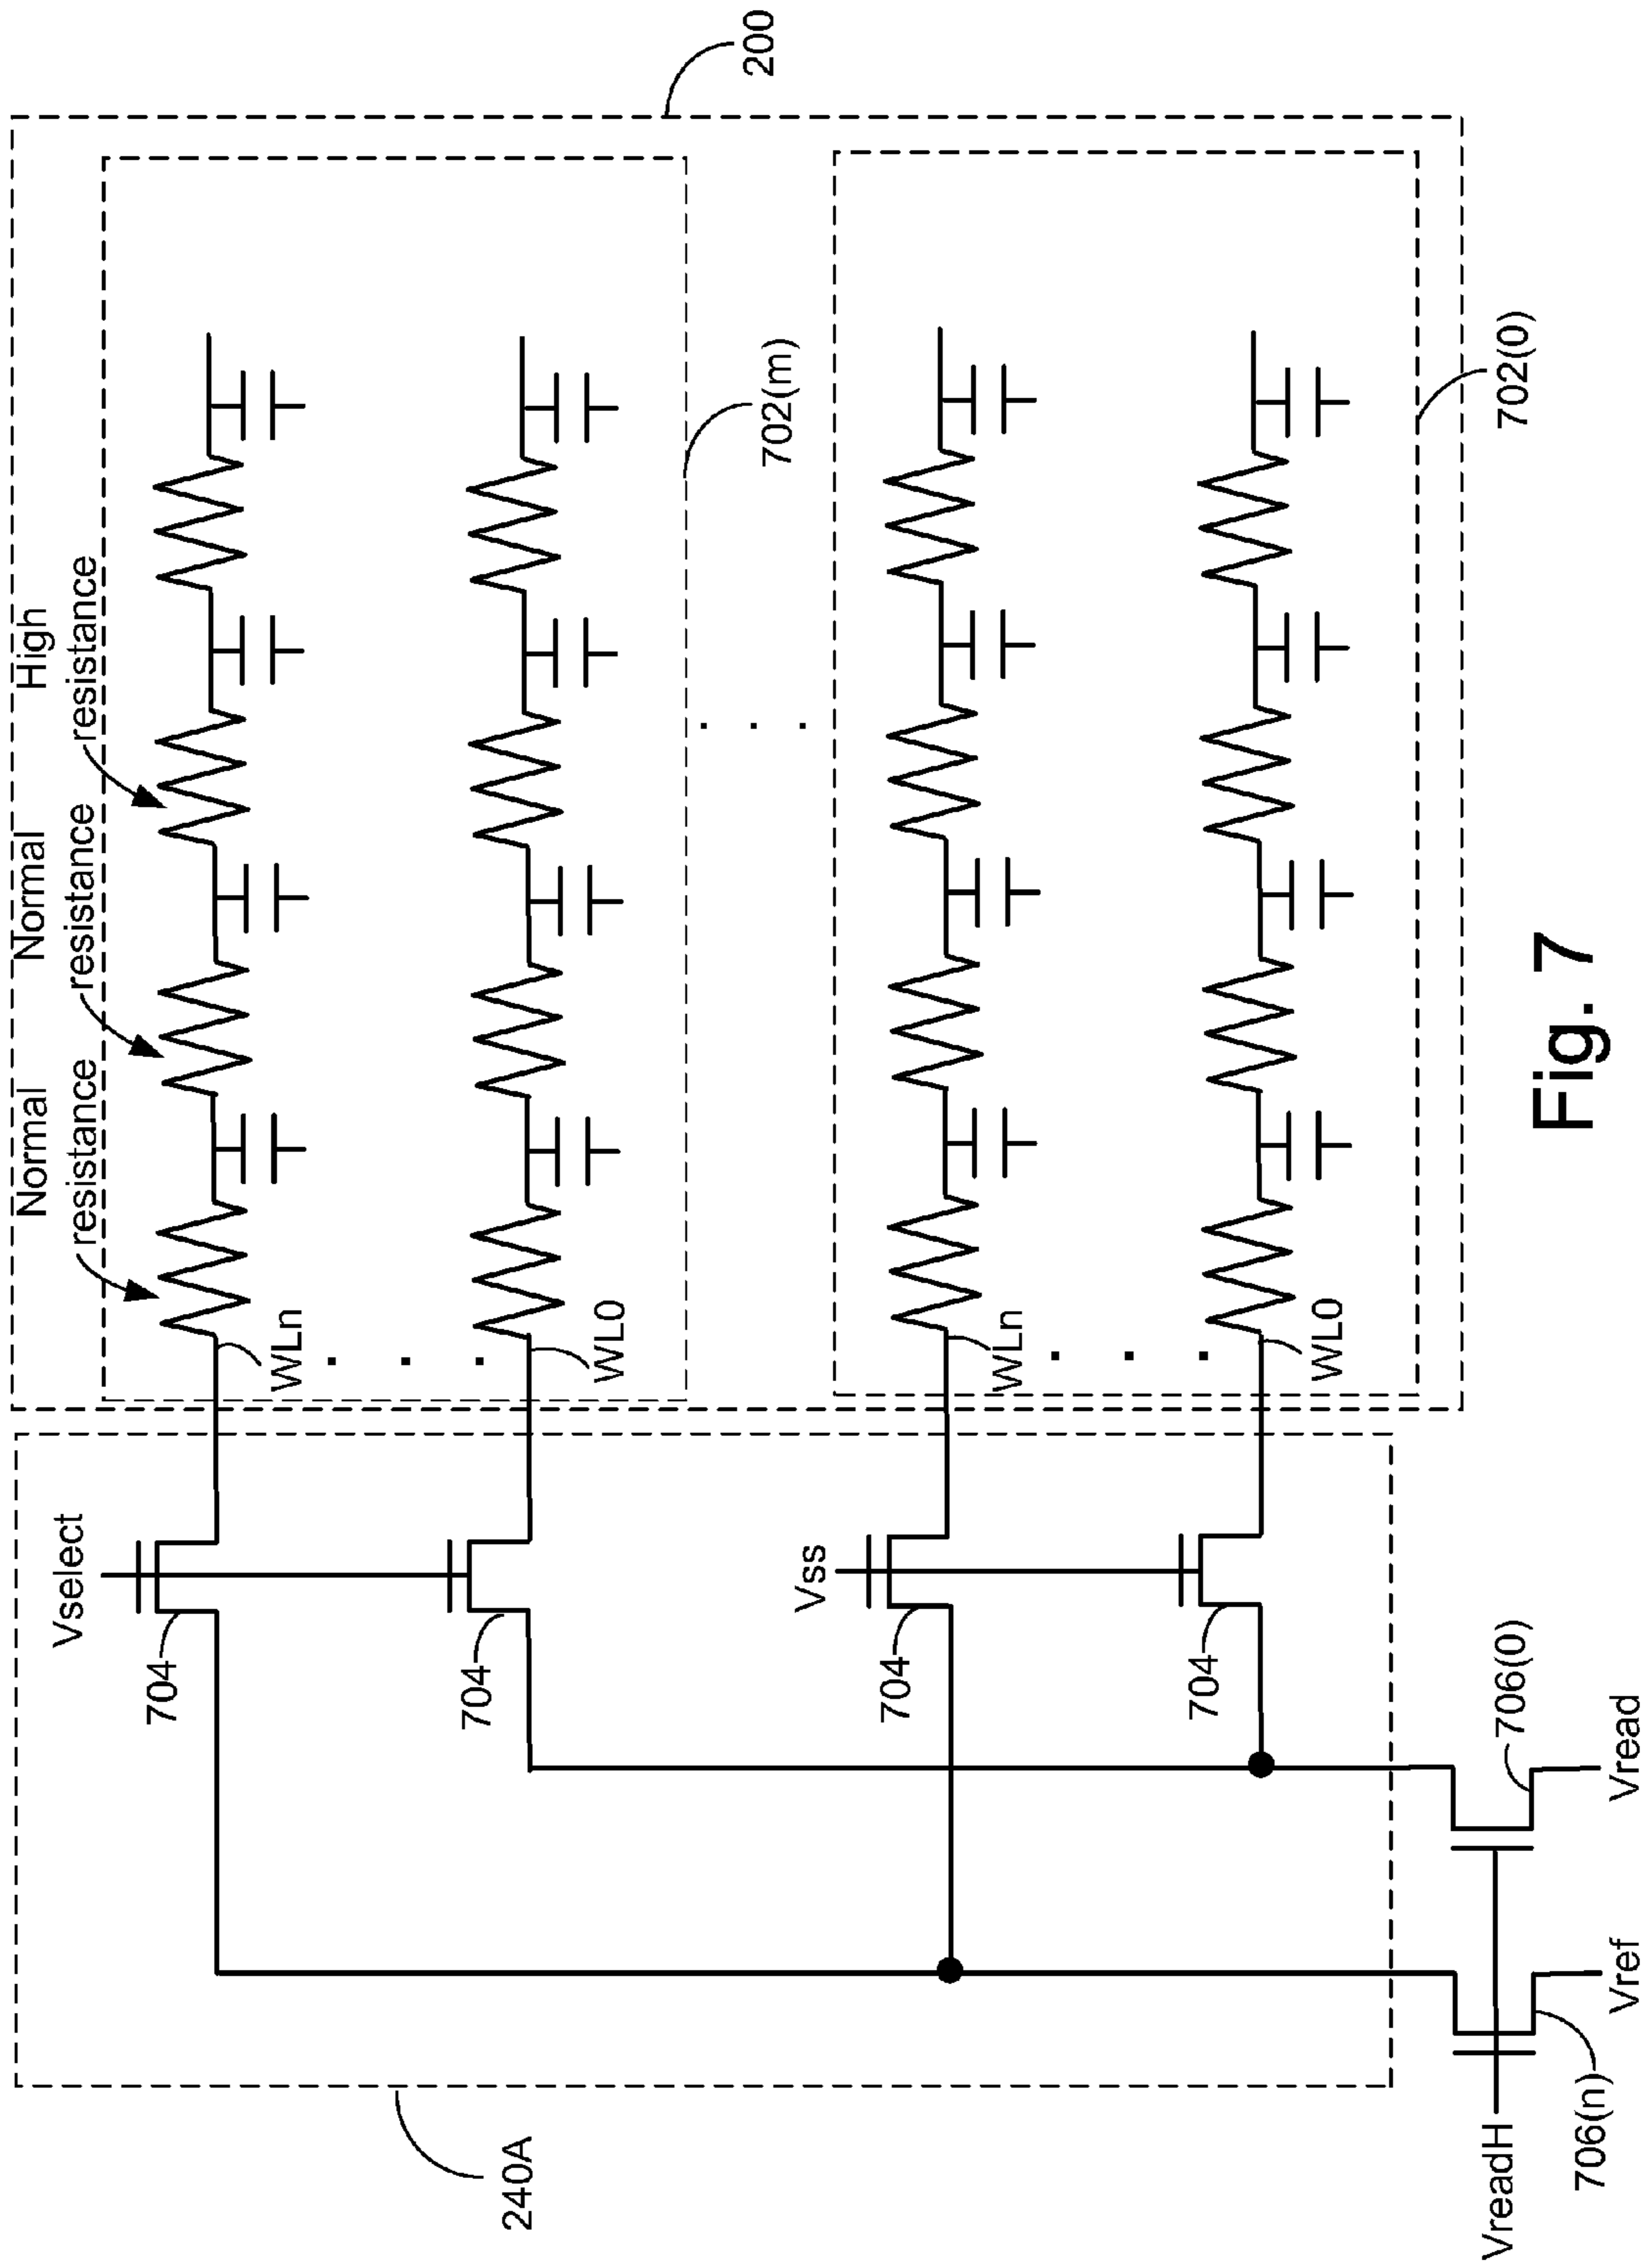 Normal
resistance
Normal
resistance
High
resistance
Vselect
704
WLn
200
240A
704
WL0
702(m)
Vss
704
WLn
704
WL0
702(0)
VreadH
706(n)
706(0)
Vref
Vread
Fig. 7